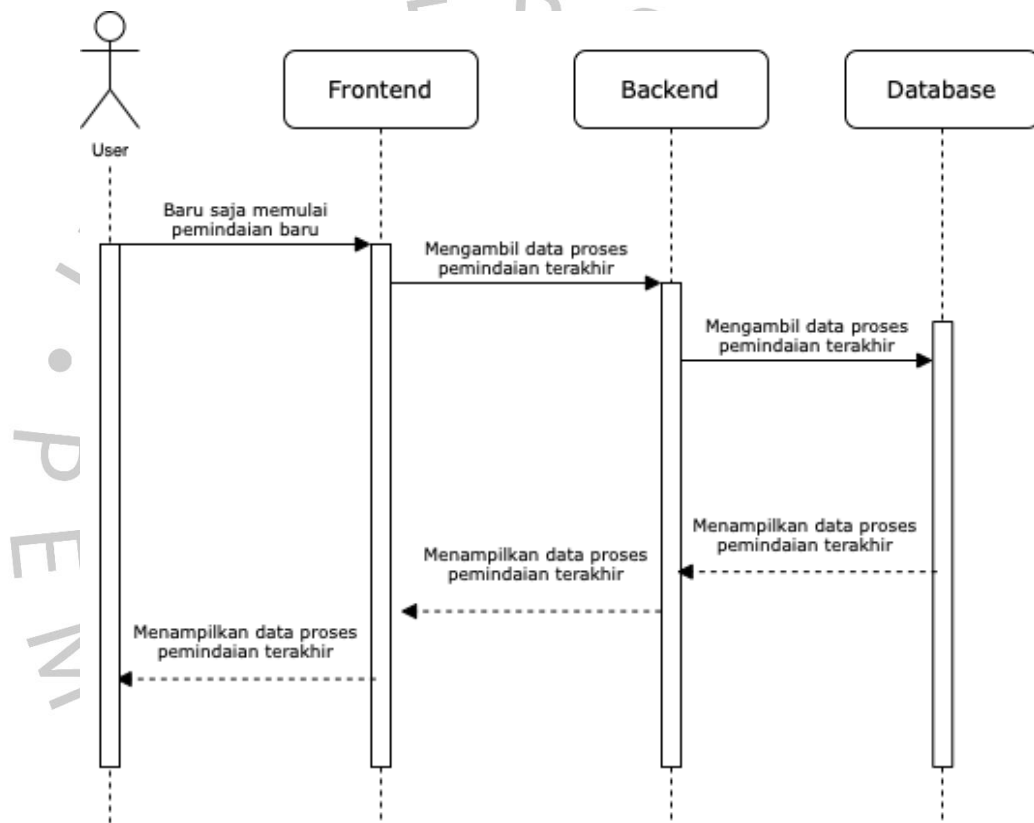 User
Frontend
Backend
Database
Baru saja memulai
pemindaian baru
Mengambil data proses
pemindaian terakhir
Mengambil data proses
pemindaian terakhir
Menampilkan data proses
pemindaian terakhir
Menampilkan data proses
pemindaian terakhir
Menampilkan data proses
pemindaian terakhir